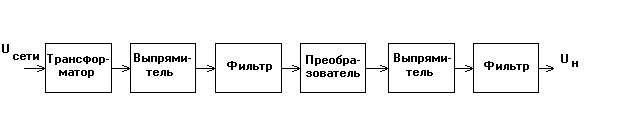 U сети
Трансфор-
матор
Выпрями-
тель
Фильтр
Преобра-
зователь
Выпрями-
тель
Фильтр
U н